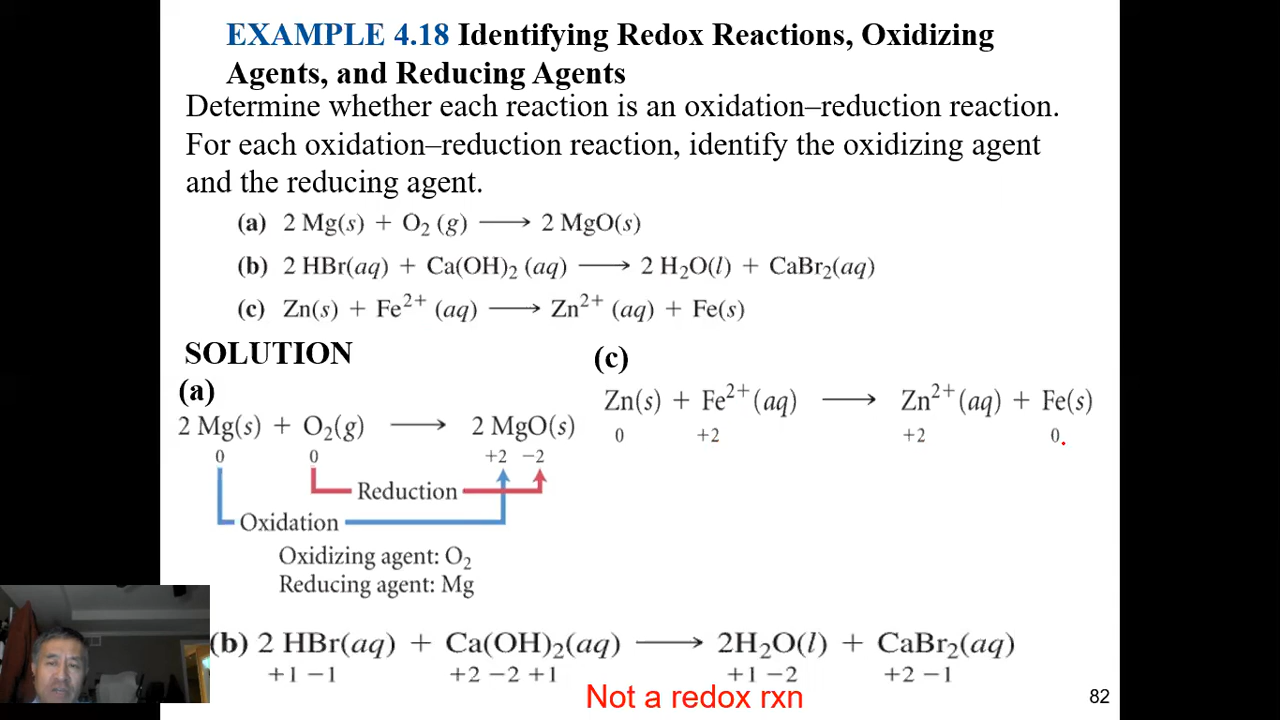 EXAMPLE 4.18 Identifying Redox Reactions, Oxidizing
Agents, and Reducing Agents
Determine whether each reaction is an oxidation–reduction reaction.
For each oxidation–reduction reaction, identify the oxidizing agent
and the reducing agent.
(a) 2 Mg(s) + O₂ (g) ⟶ 2 MgO(s)
(b) 2 HBr(aq) + Ca(OH)₂ (aq) ⟶ 2 H₂O(l) + CaBr₂(aq)
(c) Zn(s) + Fe²⁺ (aq) ⟶ Zn²⁺ (aq) + Fe(s)
SOLUTION
(a)
2 Mg(s) + O₂(g) ⟶ 2 MgO(s)
0 0 +2 −2
Reduction
Oxidation
Oxidizing agent: O₂
Reducing agent: Mg
(c)
Zn(s) + Fe²⁺(aq) ⟶ Zn²⁺(aq) + Fe(s)
0 +2 +2 0
(b) 2 HBr(aq) + Ca(OH)₂(aq) ⟶ 2H₂O(l) + CaBr₂(aq)
+1 −1 +2 −2 +1 +1 −2 +2 −1
Not a redox rxn
82